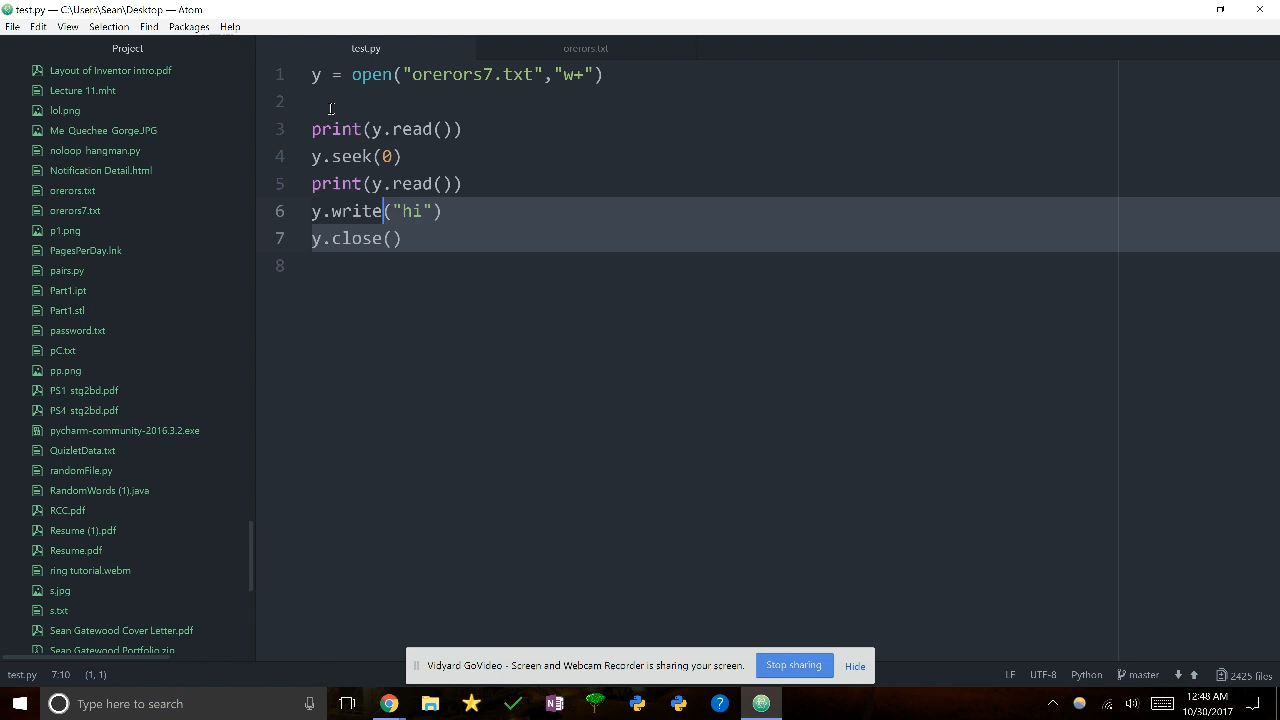 test.py — C:\Users\Sean\Desktop — Atom
File Edit View Selection Find Packages Help
Project
test.py
orerors.txt
Layout of Inventor intro.pdf
Lecture 11.mht
lol.png
Me Quechee Gorge.JPG
noloop_hangman.py
Notification Detail.html
orerors.txt
orerors7.txt
p1.png
PagesPerDay.lnk
pairs.py
Part1.ipt
Part1.stl
password.txt
pC.txt
pp.png
PS1 stg2bd.pdf
PS4 stg2bd.pdf
pycharm-community-2016.3.2.exe
QuizletData.txt
randomFile.py
RandomWords (1).java
RCC.pdf
Resume (1).pdf
Resume.pdf
ring tutorial.webm
s.jpg
s.txt
Sean Gatewood Cover Letter.pdf
Sean Gatewood Portfolio.zip
1 y = open("orerors7.txt","w+")
2
3 print(y.read())
4 y.seek(0)
5 print(y.read())
6 y.write("hi")
7 y.close()
8
Vidyard GoVideo - Screen and Webcam Recorder is sharing your screen. Stop sharing Hide
test.py 7:10 (1, 1) LF UTF-8 Python master 2425 files
Type here to search
12:48 AM
10/30/2017